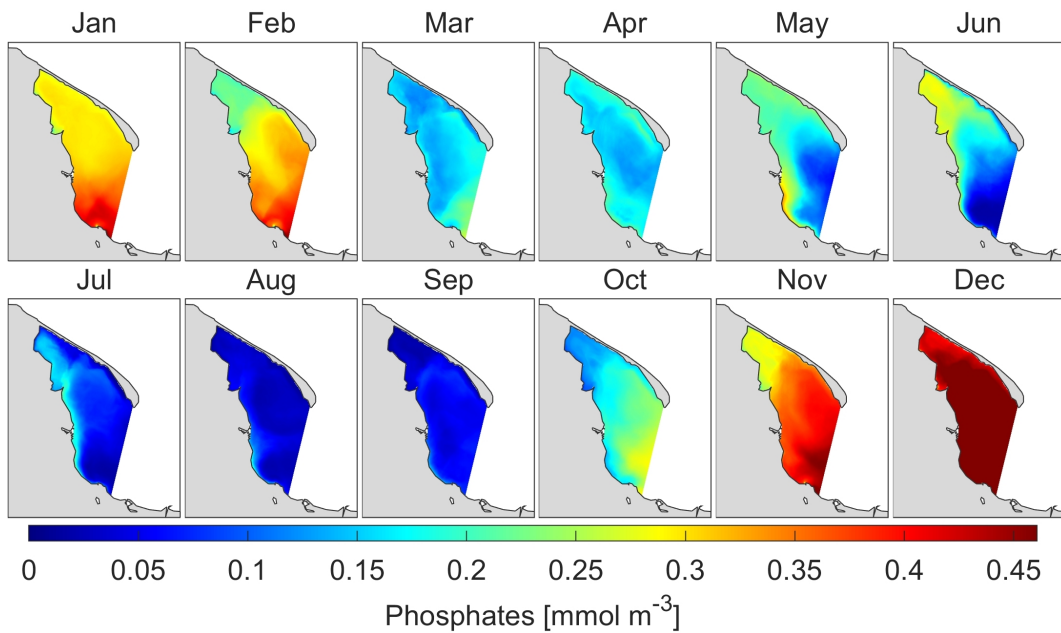 Jan Feb Mar Apr May Jun
Jul Aug Sep Oct Nov Dec
0 0.05 0.1 0.15 0.2 0.25 0.3 0.35 0.4 0.45
Phosphates [mmol m⁻³]